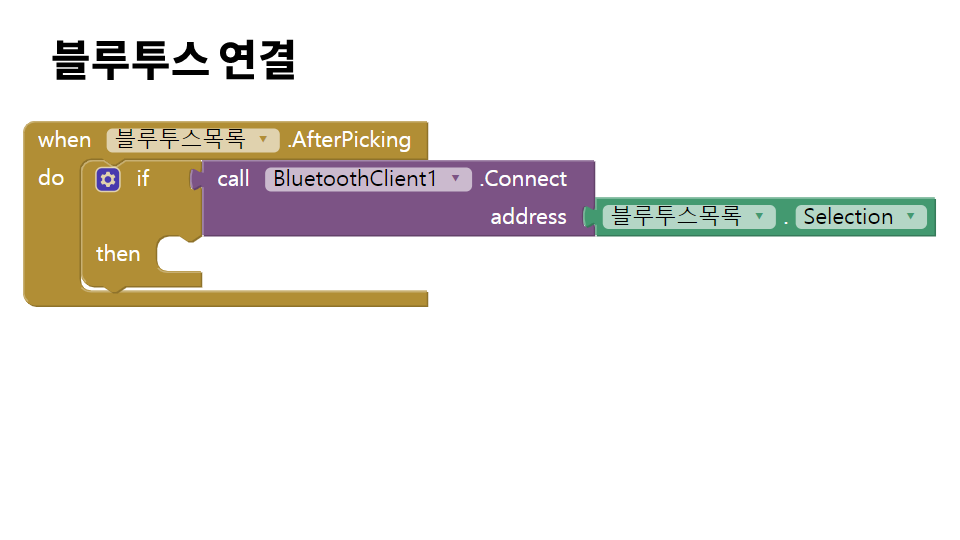 블루투스 연결
when 블루투스목록 .AfterPicking
do if call BluetoothClient1 .Connect
address 블루투스목록 . Selection
then